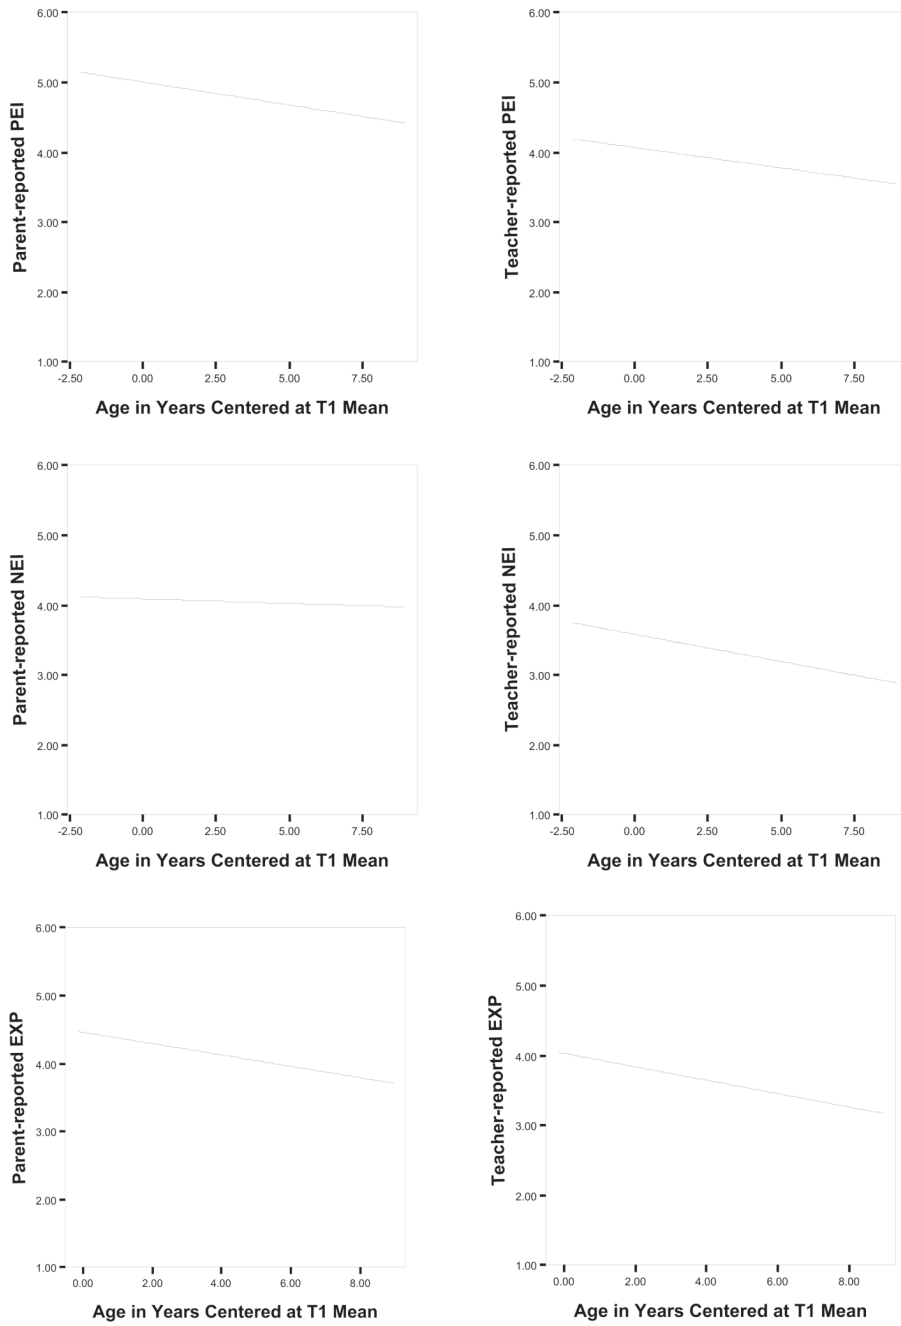 6.00
5.00
4.00
3.00
2.00
1.00
Parent-reported PEI
-2.50 0.00 2.50 5.00 7.50
Age in Years Centered at T1 Mean
6.00
5.00
4.00
3.00
2.00
1.00
Teacher-reported PEI
-2.50 0.00 2.50 5.00 7.50
Age in Years Centered at T1 Mean
6.00
5.00
4.00
3.00
2.00
1.00
Parent-reported NEI
-2.50 0.00 2.50 5.00 7.50
Age in Years Centered at T1 Mean
6.00
5.00
4.00
3.00
2.00
1.00
Teacher-reported NEI
-2.50 0.00 2.50 5.00 7.50
Age in Years Centered at T1 Mean
6.00
5.00
4.00
3.00
2.00
1.00
Parent-reported EXP
0.00 2.00 4.00 6.00 8.00
Age in Years Centered at T1 Mean
6.00
5.00
4.00
3.00
2.00
1.00
Teacher-reported EXP
0.00 2.00 4.00 6.00 8.00
Age in Years Centered at T1 Mean